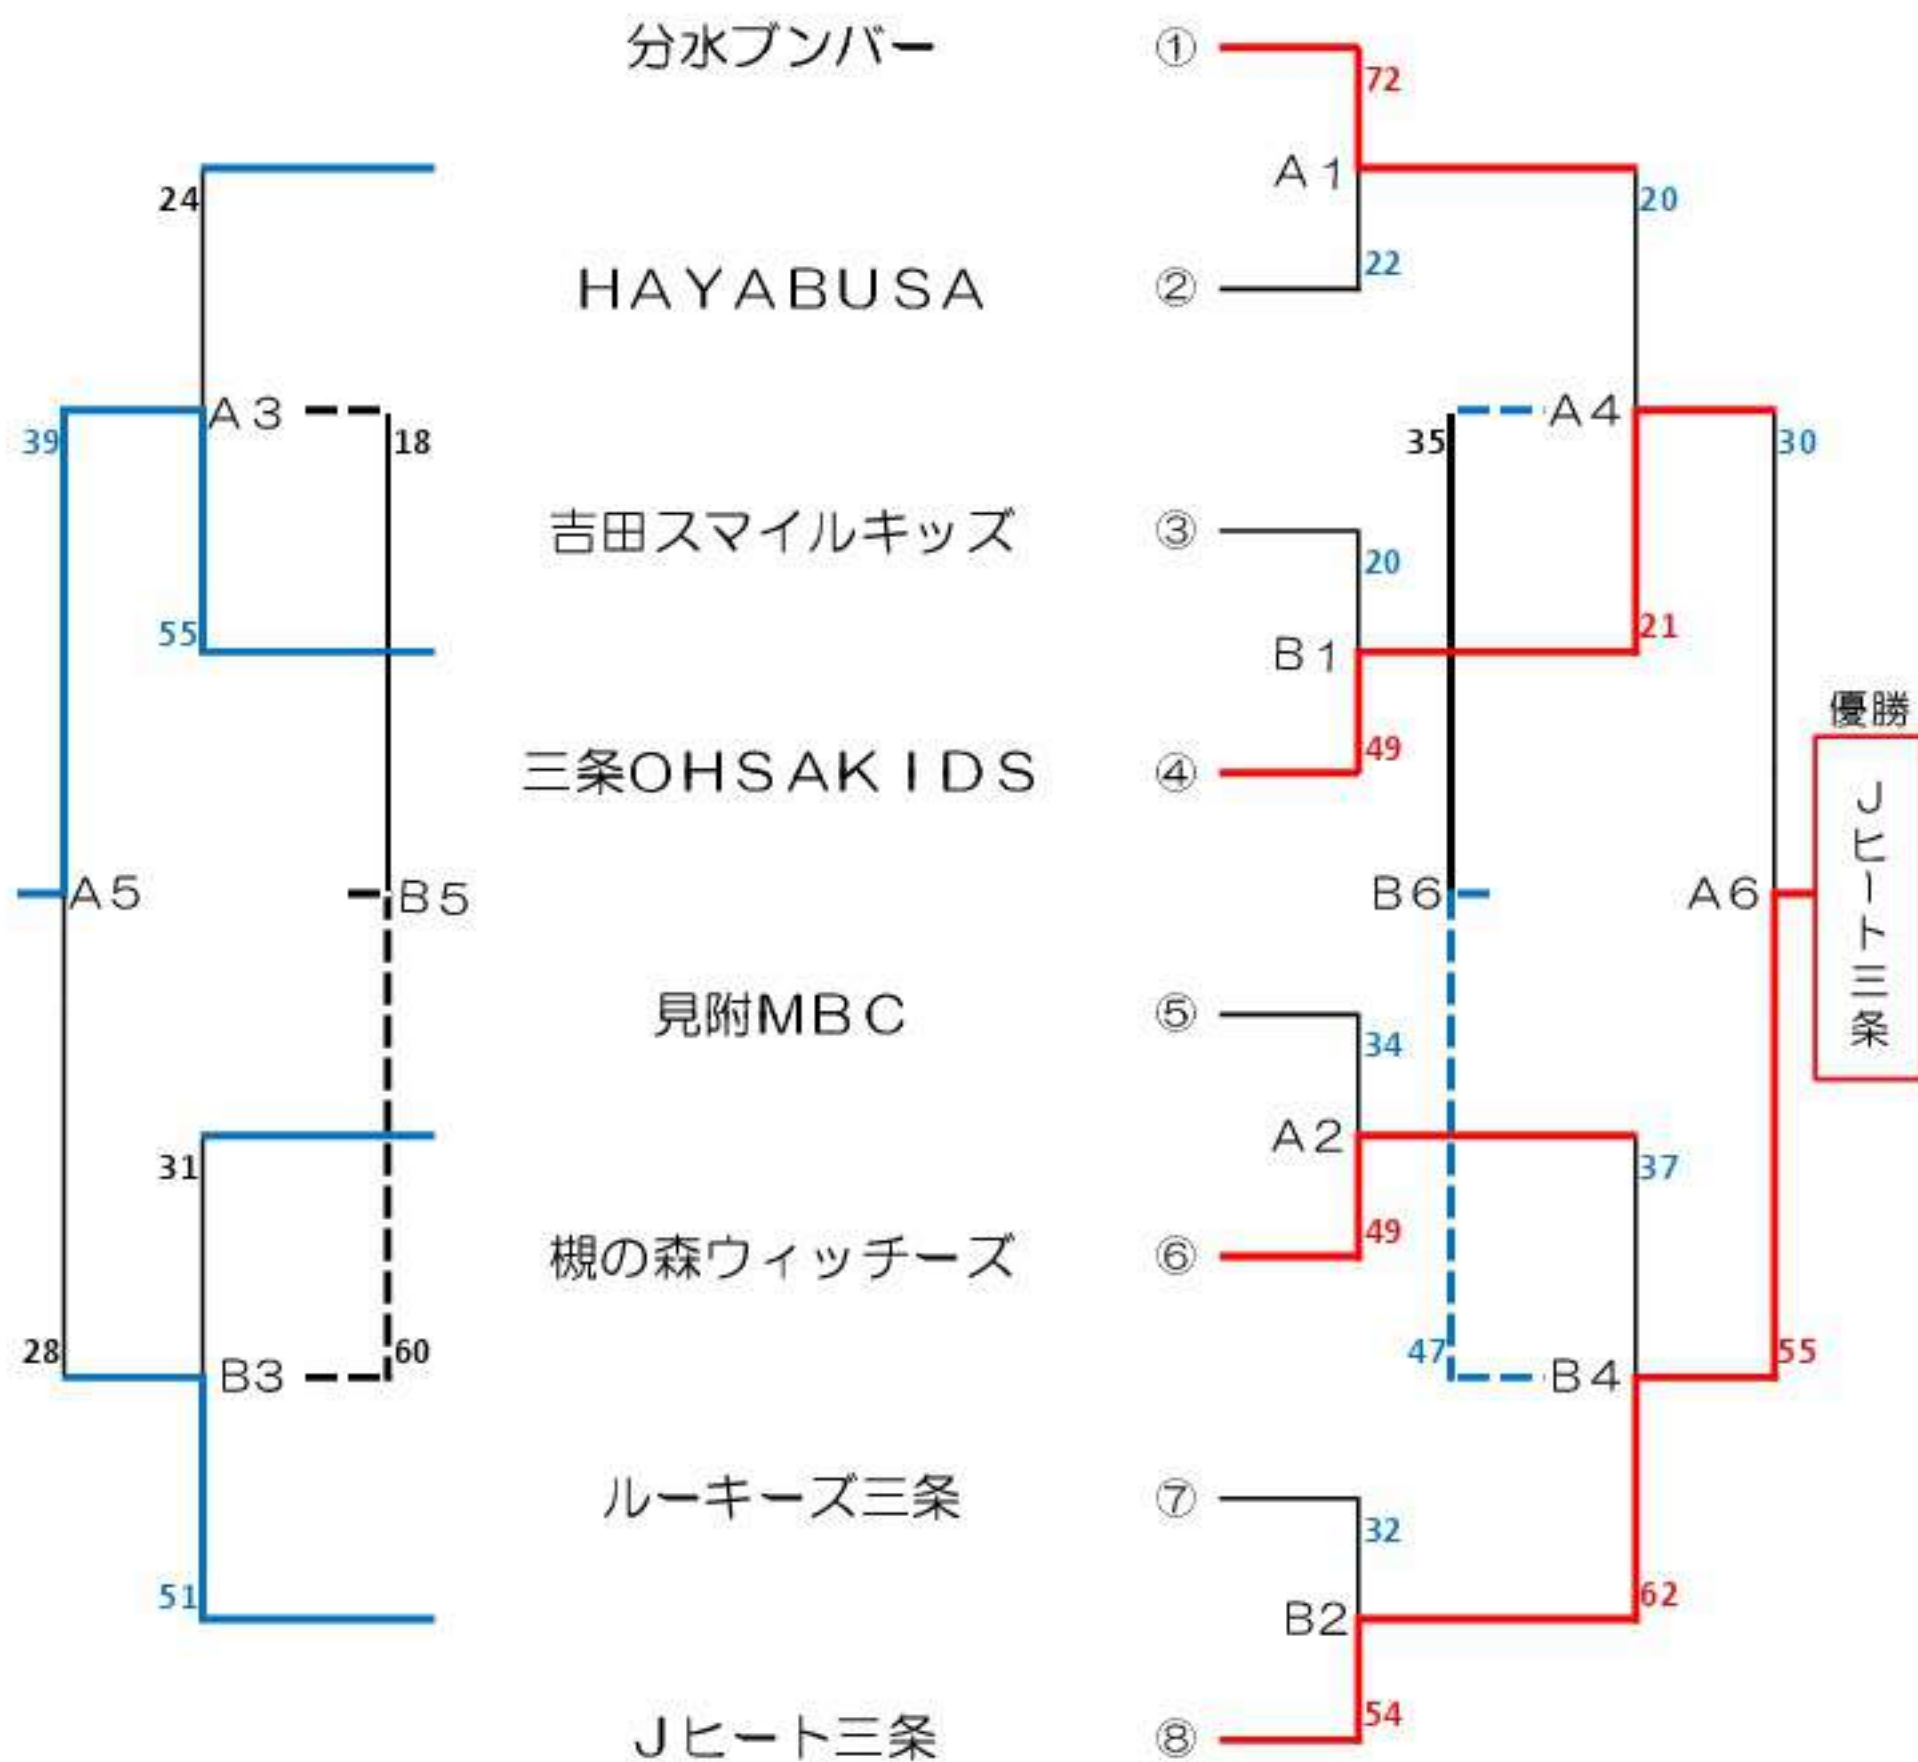 分水ブンバー ①
72
A1
24
20
22
HAYABUSA ②
A3
A4
39
18
35
30
吉田スマイルキッズ ③
20
55
B1
21
優勝
49
三条OHSAKIDS ④
Jヒート三条
A5
B5
B6
A6
見附MBC ⑤
34
A2
31
37
49
槻の森ウィッチーズ ⑥
28
60
47
55
B3
B4
ルーキーズ三条 ⑦
32
51
62
B2
54
Jヒート三条 ⑧